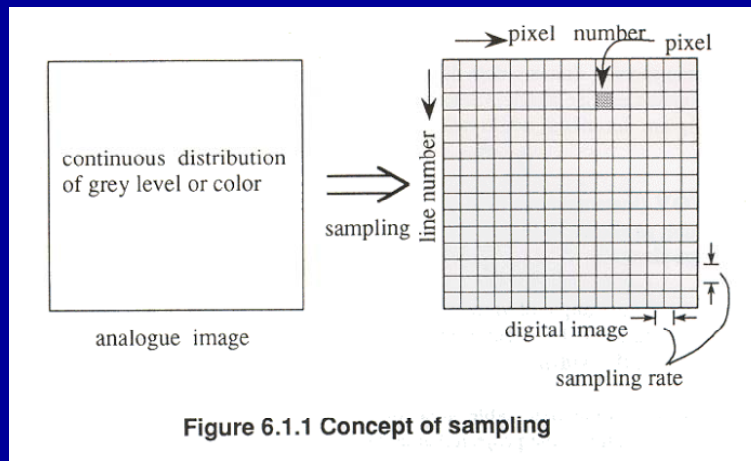 pixel number
pixel
continuous distribution
of grey level or color
line number
sampling
analogue image
digital image
sampling rate
Figure 6.1.1 Concept of sampling